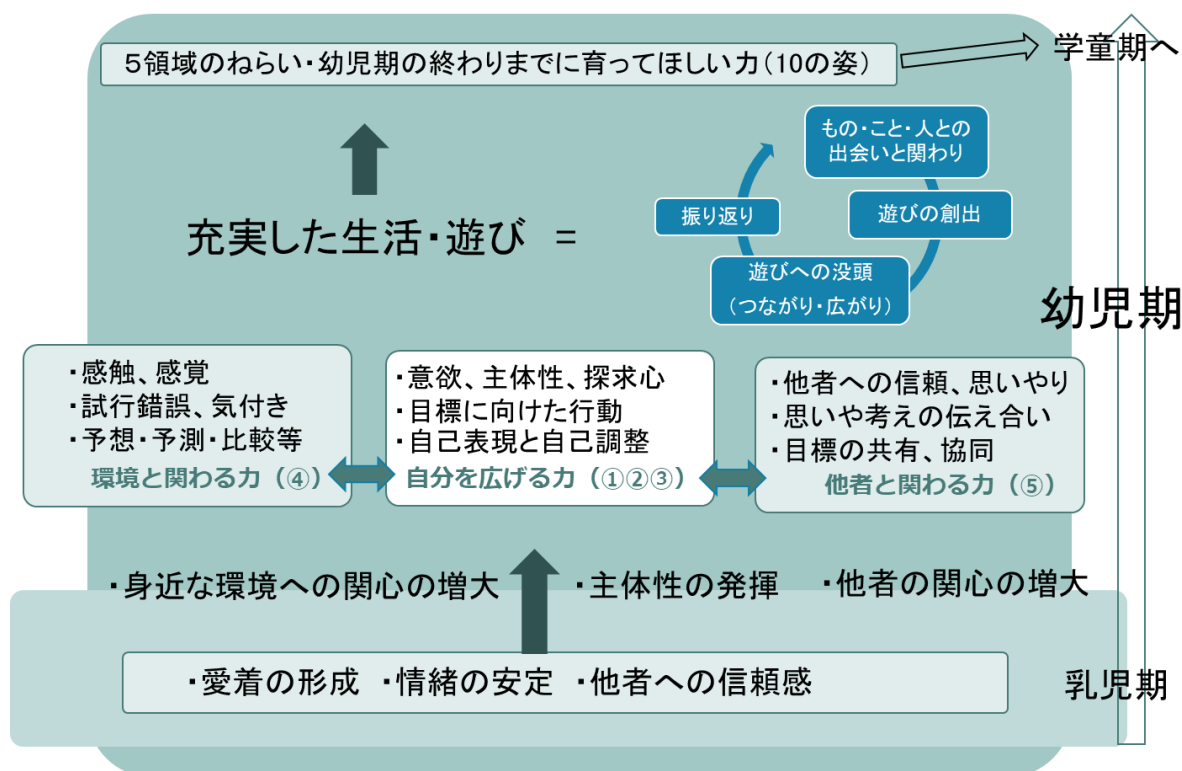 5領域のねらい・幼児期の終わりまでに育ってほしい力(10の姿)
学童期へ
もの・こと・人との
出会いと関わり
振り返り
遊びの創出
充実した生活・遊び =
遊びへの没頭
(つながり・広がり)
幼児期
・感触、感覚
・試行錯誤、気付き
・予想・予測・比較等
環境と関わる力(④)
・意欲、主体性、探求心
・目標に向けた行動
・自己表現と自己調整
自分を広げる力(①②③)
・他者への信頼、思いやり
・思いや考えの伝え合い
・目標の共有、協同
他者と関わる力(⑤)
・身近な環境への関心の増大 ・主体性の発揮 ・他者の関心の増大
・愛着の形成 ・情緒の安定 ・他者への信頼感
乳児期